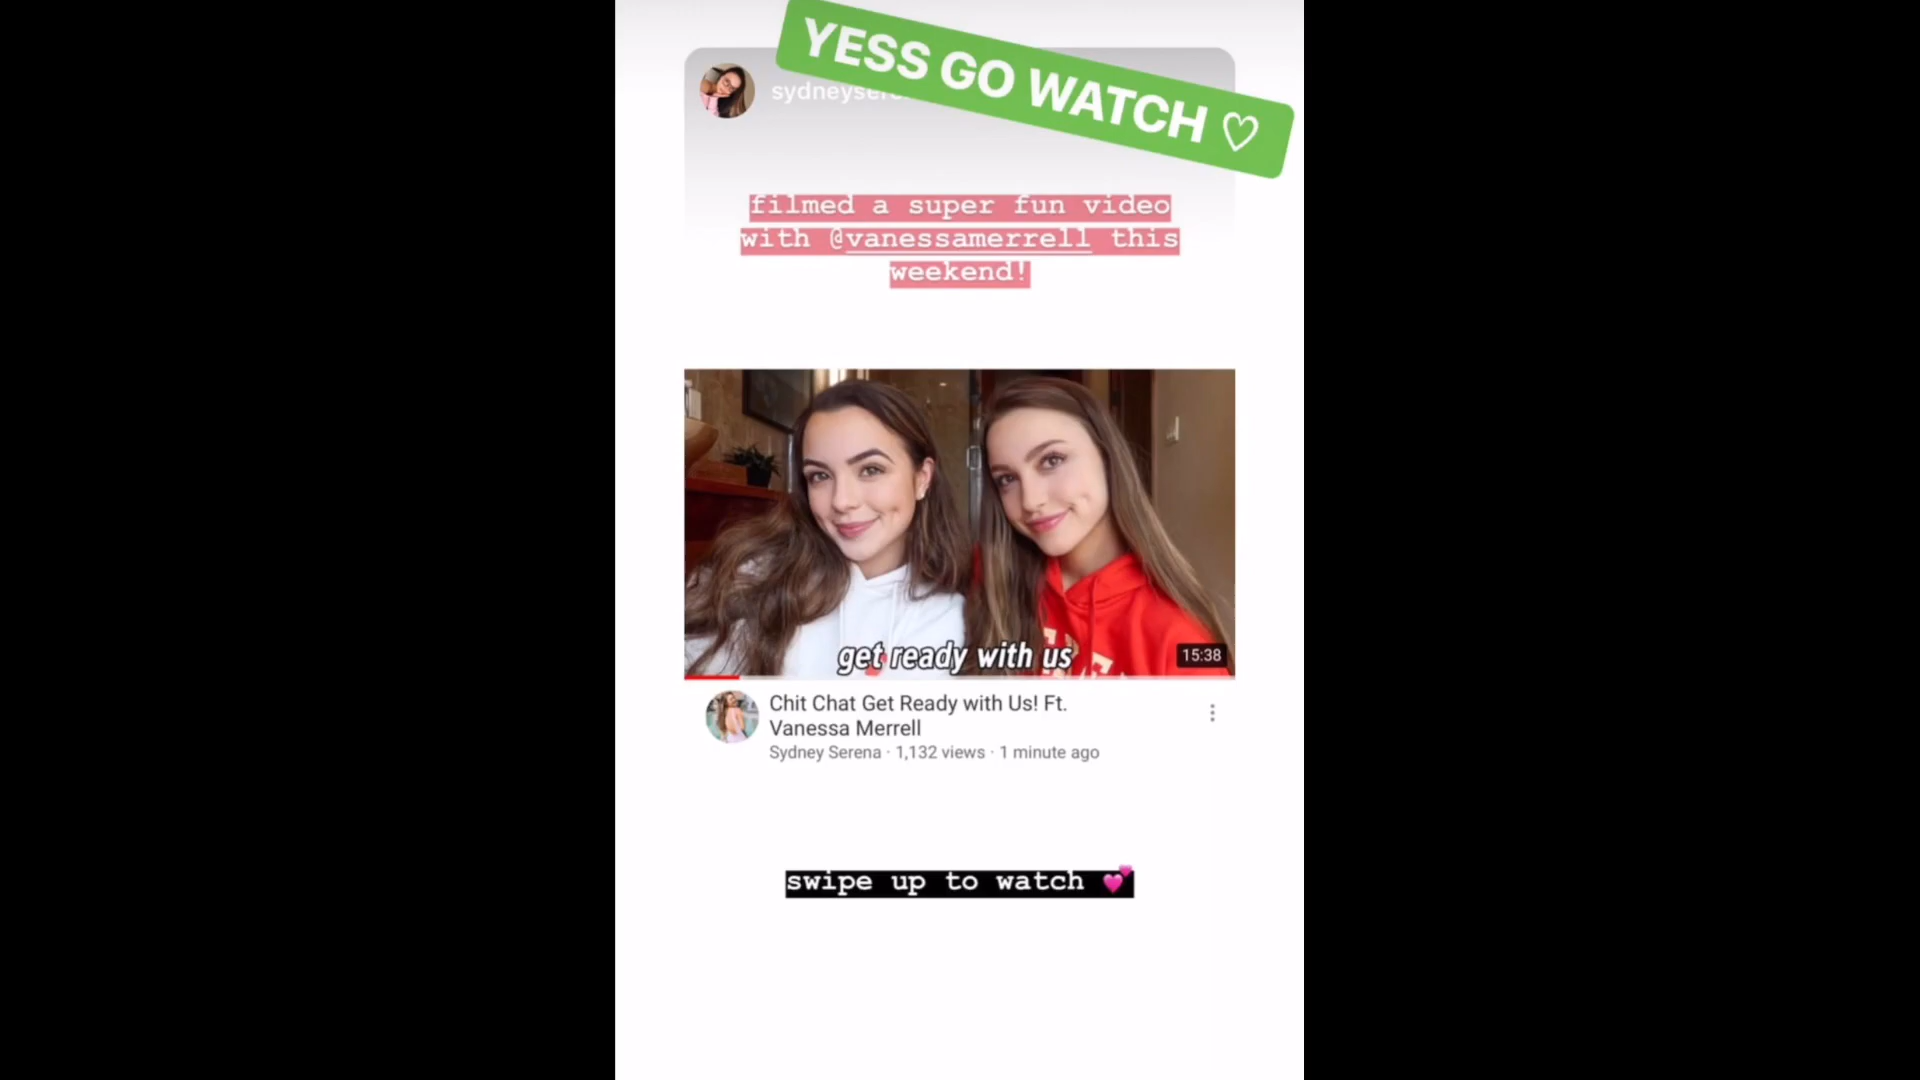 YESS GO WATCH ♡
filmed a super fun video
with @vanessamerrell this
weekend!
get ready with us
15:38
Chit Chat Get Ready with Us! Ft.
Vanessa Merrell
Sydney Serena · 1,132 views · 1 minute ago
swipe up to watch 💕